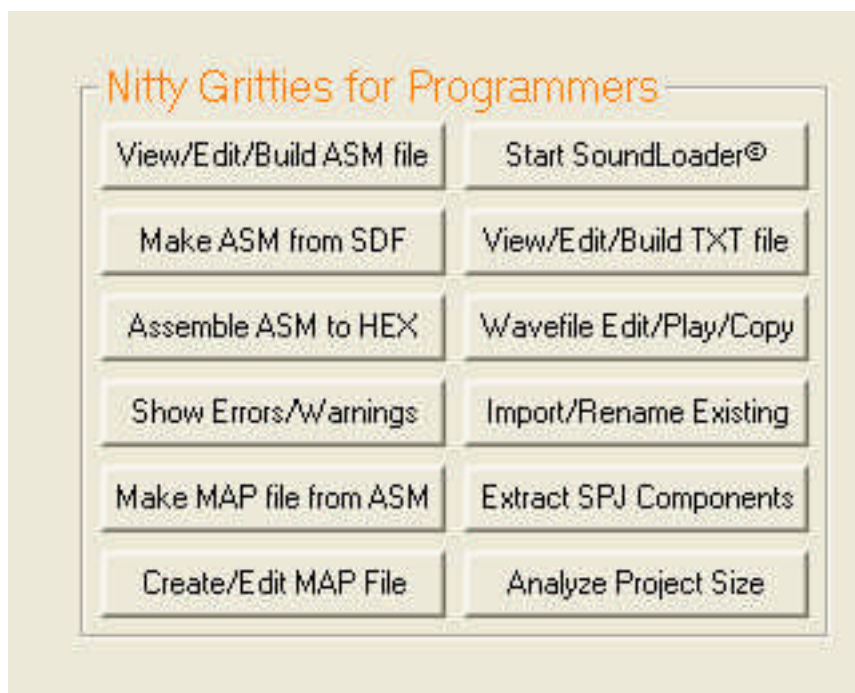 Nitty Gritties for Programmers
View/Edit/Build ASM file
Start SoundLoader©
Make ASM from SDF
View/Edit/Build TXT file
Assemble ASM to HEX
Wavefile Edit/Play/Copy
Show Errors/Warnings
Import/Rename Existing
Make MAP file from ASM
Extract SPJ Components
Create/Edit MAP File
Analyze Project Size